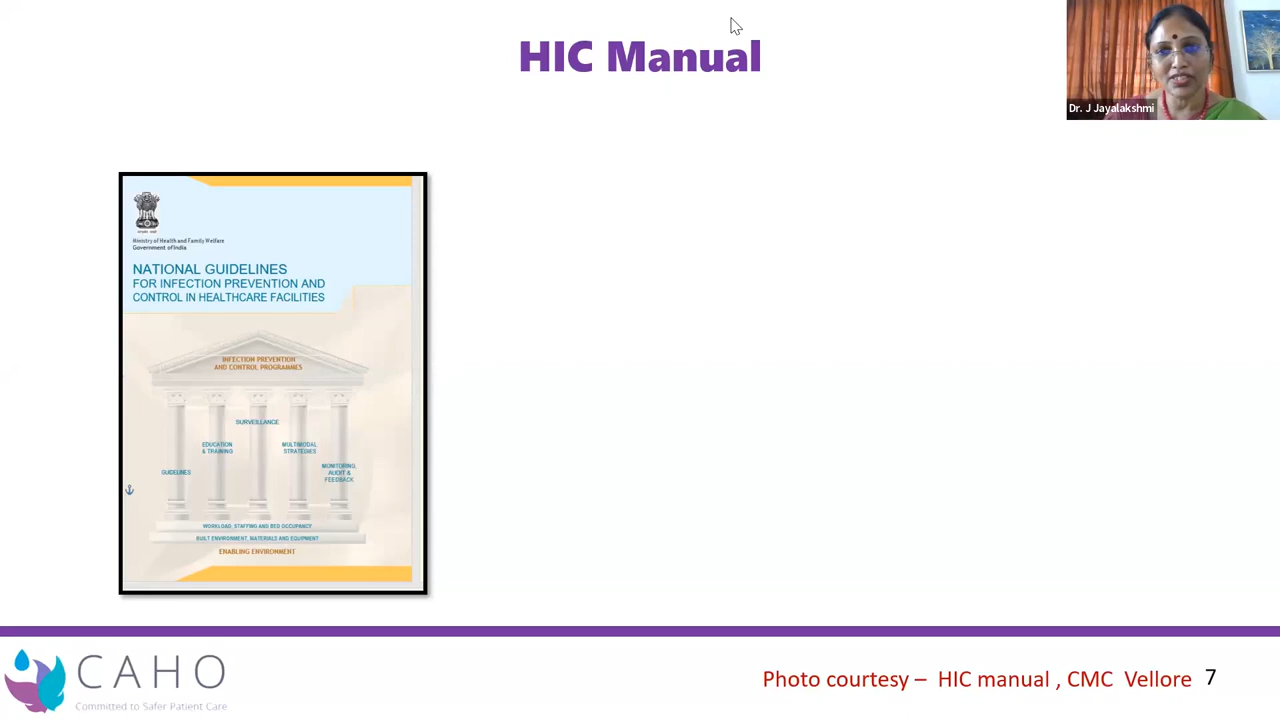 HIC Manual
Dr. J Jayalakshmi
Ministry of Health and Family Welfare
Government of India
NATIONAL GUIDELINES
FOR INFECTION PREVENTION AND
CONTROL IN HEALTHCARE FACILITIES
INFECTION PREVENTION
AND CONTROL PROGRAMMES
SURVEILLANCE
EDUCATION
& TRAINING
MULTIMODAL
STRATEGIES
GUIDELINES
MONITORING,
AUDIT &
FEEDBACK
WORKLOAD, STAFFING AND BED OCCUPANCY
BUILT ENVIRONMENT, MATERIALS AND EQUIPMENT
ENABLING ENVIRONMENT
CAHO
Committed to Safer Patient Care
Photo courtesy – HIC manual , CMC Vellore 7